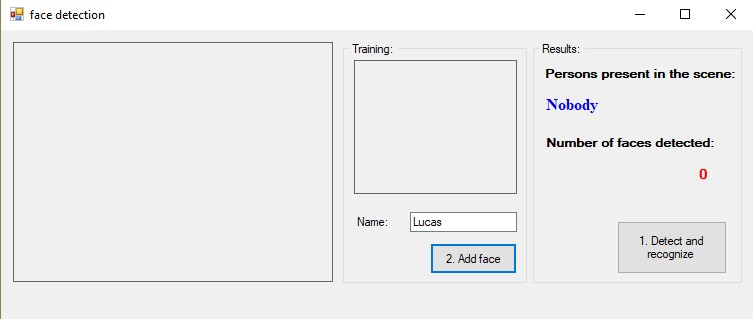 face detection
Training:
Name:
Lucas
2. Add face
Results:
Persons present in the scene:
Nobody
Number of faces detected:
0
1. Detect and
recognize